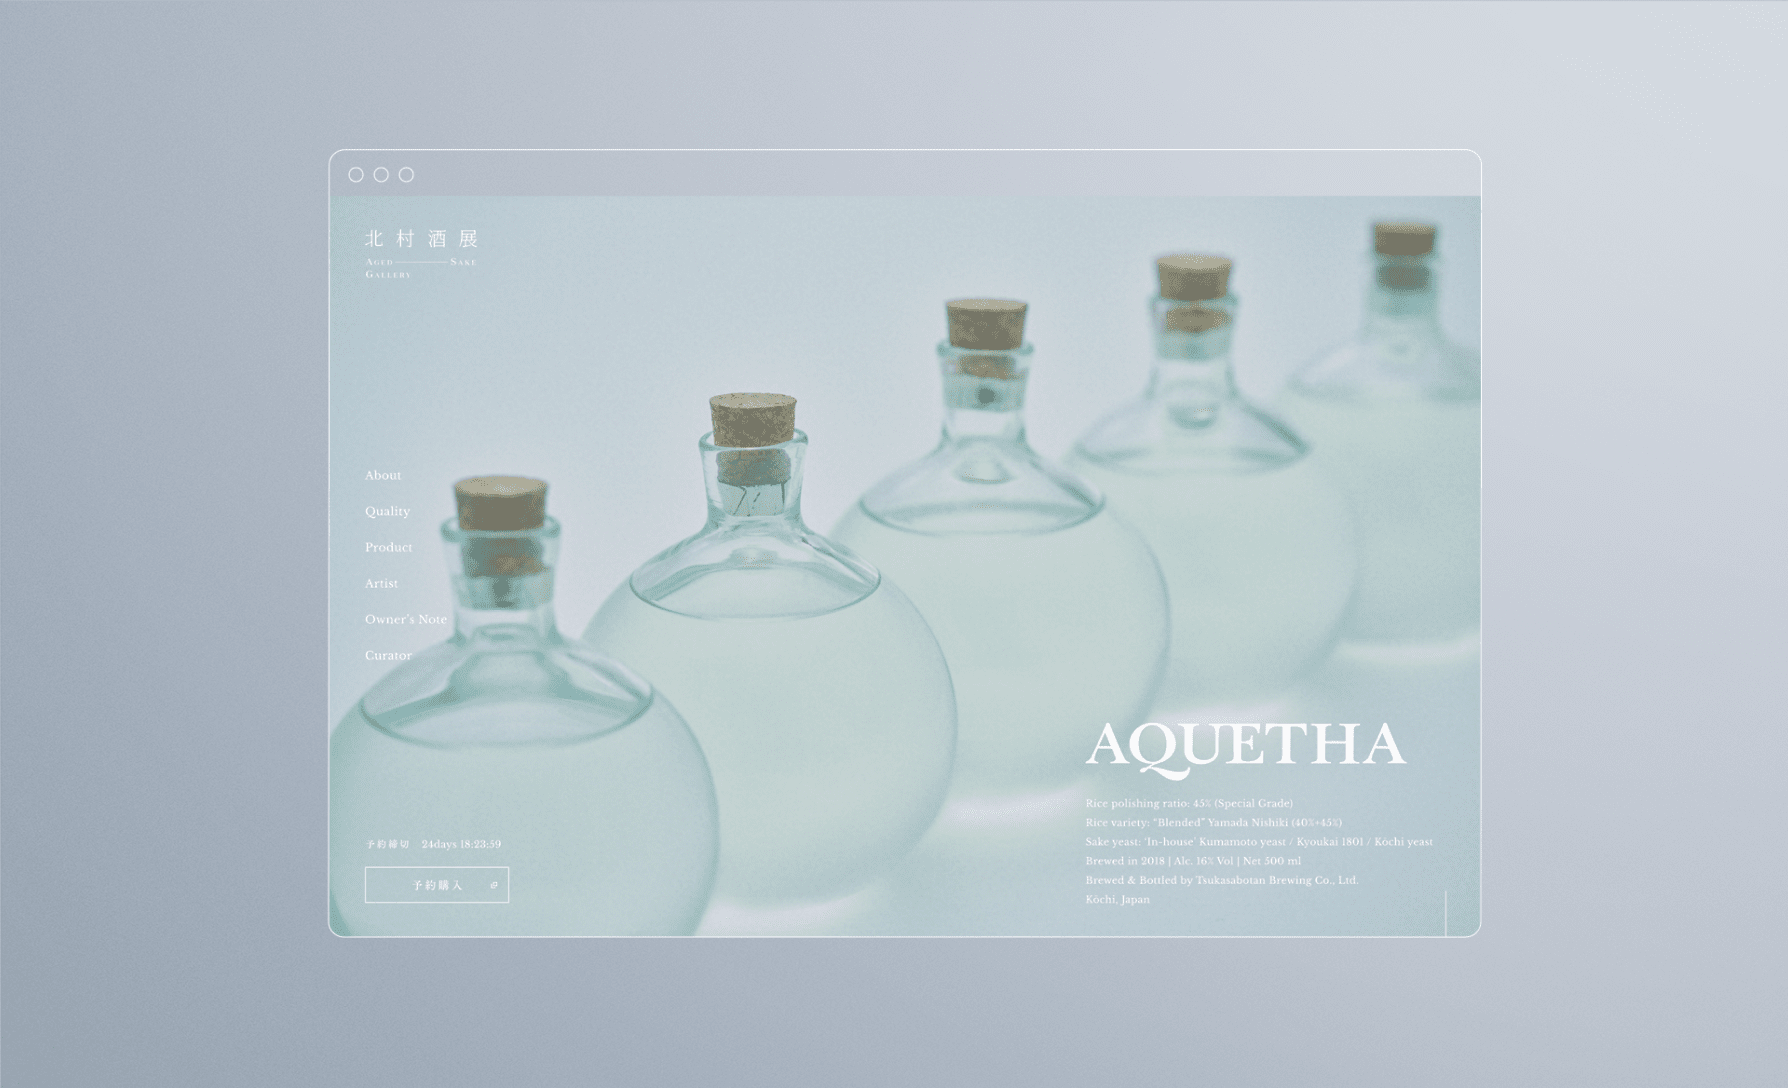 北村酒展
AGED SAKE
GALLERY
About
Quality
Product
Artist
Owner's Note
Curator
予約締切 24days 18:23:59
予約購入
AQUETHA
Rice polishing ratio: 45% (Special Grade)
Rice variety: “Blended” Yamada Nishiki (40%+45%)
Sake yeast: ‘In-house’ Kumamoto yeast / Kyoukai 1801 / Kōchi yeast
Brewed in 2018 | Alc. 16% Vol | Net 500 ml
Brewed & Bottled by Tsukasabotan Brewing Co., Ltd.
Kōchi, Japan